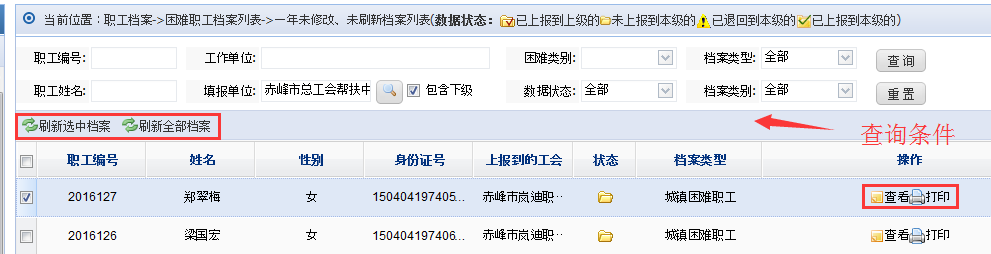 当前位置：职工档案->困难职工档案列表->一年未修改、未刷新档案列表(数据状态：已上报到上级的 未上报到本级的 已退回到本级的 已上报到本级的)
职工编号: 工作单位: 困难类别: 档案类型: 全部 查询
职工姓名: 填报单位: 赤峰市总工会帮扶中 包含下级 数据状态: 全部 档案类别: 全部 重置
刷新选中档案 刷新全部档案
查询条件
职工编号 姓名 性别 身份证号 上报到的工会 状态 档案类型 操作
2016127 郑翠梅 女 150404197405... 赤峰市岚迪职… 城镇困难职工 查看 打印
2016126 梁国宏 女 150404197406... 赤峰市岚迪职… 城镇困难职工 查看 打印